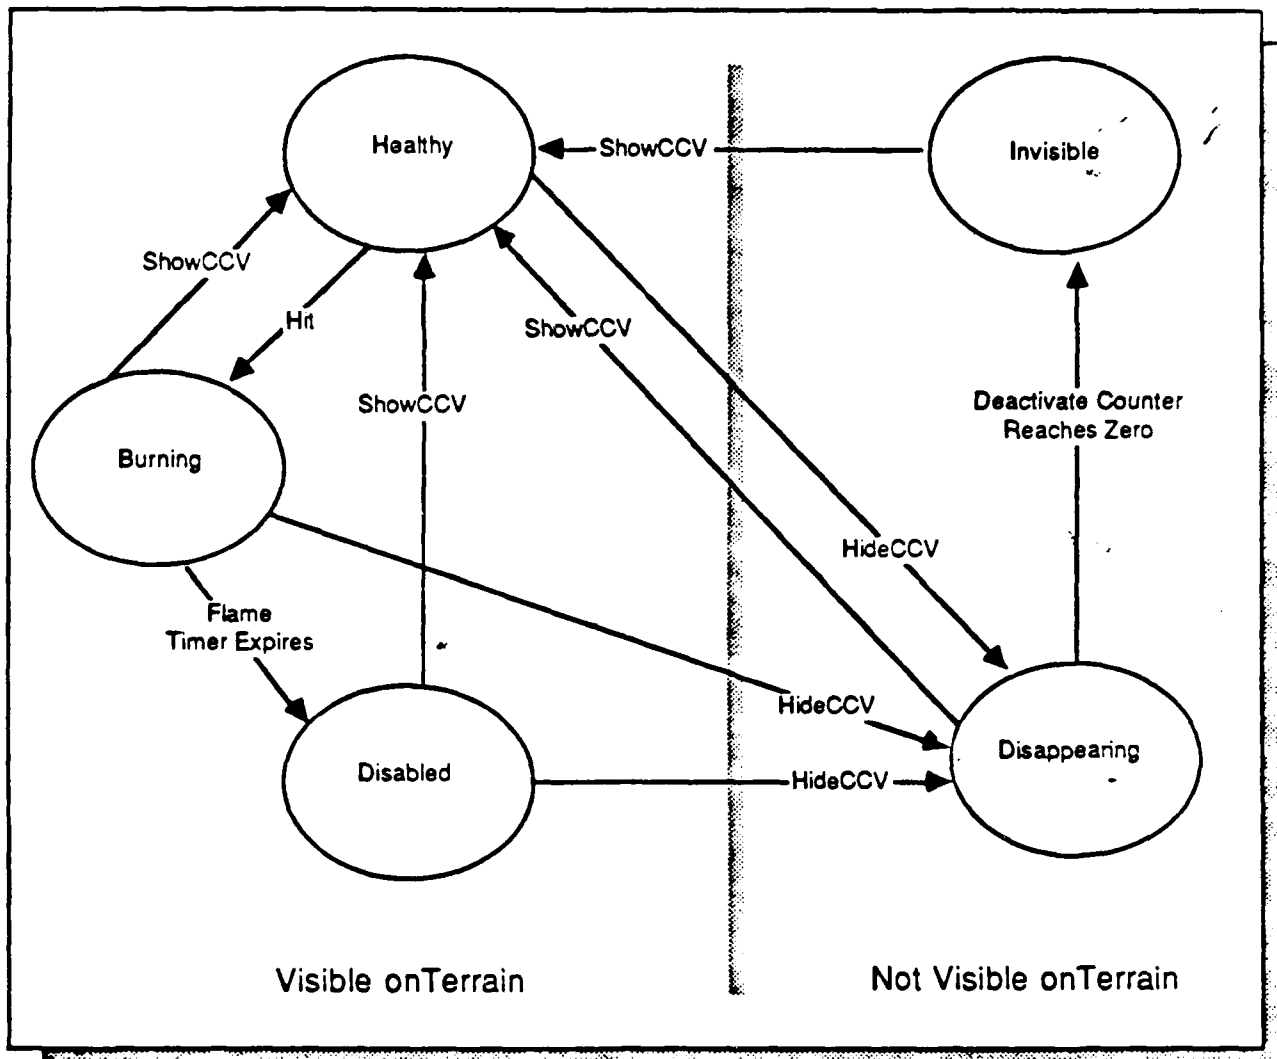 Healthy
ShowCCV
Invisible
ShowCCV
Hit
ShowCCV
ShowCCV
Deactivate Counter
Reaches Zero
Burning
HideCCV
Flame
Timer Expires
HideCCV
Disabled
HideCCV
Disappearing
Visible onTerrain
Not Visible onTerrain